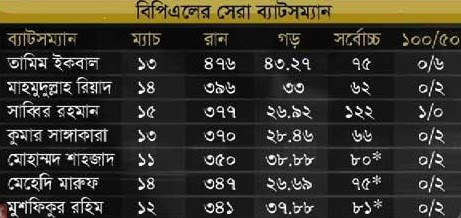 বিপিএলের সেরা ব্যাটসম্যান
ব্যাটসম্যান ম্যাচ রান গড় সর্বোচ্চ ১০০/৫০
তামিম ইকবাল ১৩ ৪৭৬ ৪৩.২৭ ৭৫ ০/৬
মাহমুদুল্লাহ রিয়াদ ১৪ ৩৯৬ ৩৩ ৬২ ০/২
সাব্বির রহমান ১৫ ৩৭৭ ২৬.৯২ ১২২ ১/০
কুমার সাঙ্গাকারা ১৩ ৩৭০ ২৮.৪৬ ৬৬ ০/২
মোহাম্মদ শাহজাদ ১১ ৩৫০ ৩৮.৮৮ ৮০* ০/২
মেহেদি মারুফ ১৪ ৩৪৭ ২৬.৬৯ ৭৫* ০/২
মুশফিকুর রহিম ১২ ৩৪১ ৩৭.৮৮ ৮১* ০/২